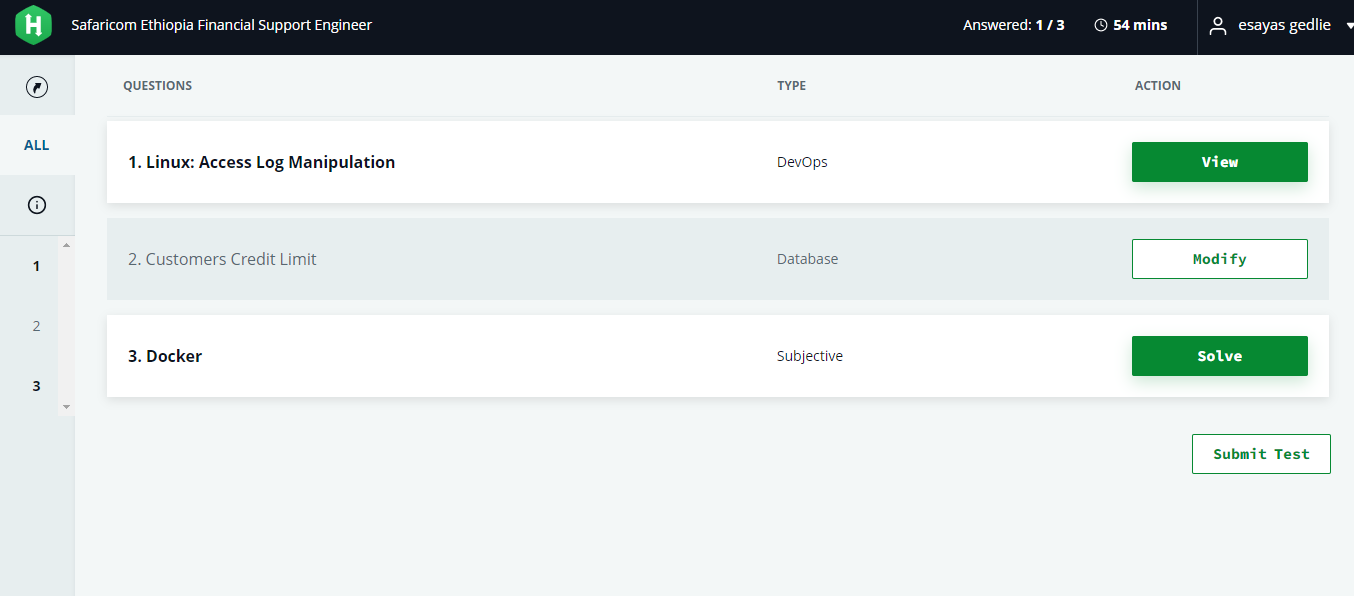 H Safaricom Ethiopia Financial Support Engineer Answered: 1 / 3 54 mins esayas gedlie
QUESTIONS TYPE ACTION
ALL
1. Linux: Access Log Manipulation DevOps View
1
2. Customers Credit Limit Database Modify
2
3. Docker Subjective Solve
3
Submit Test